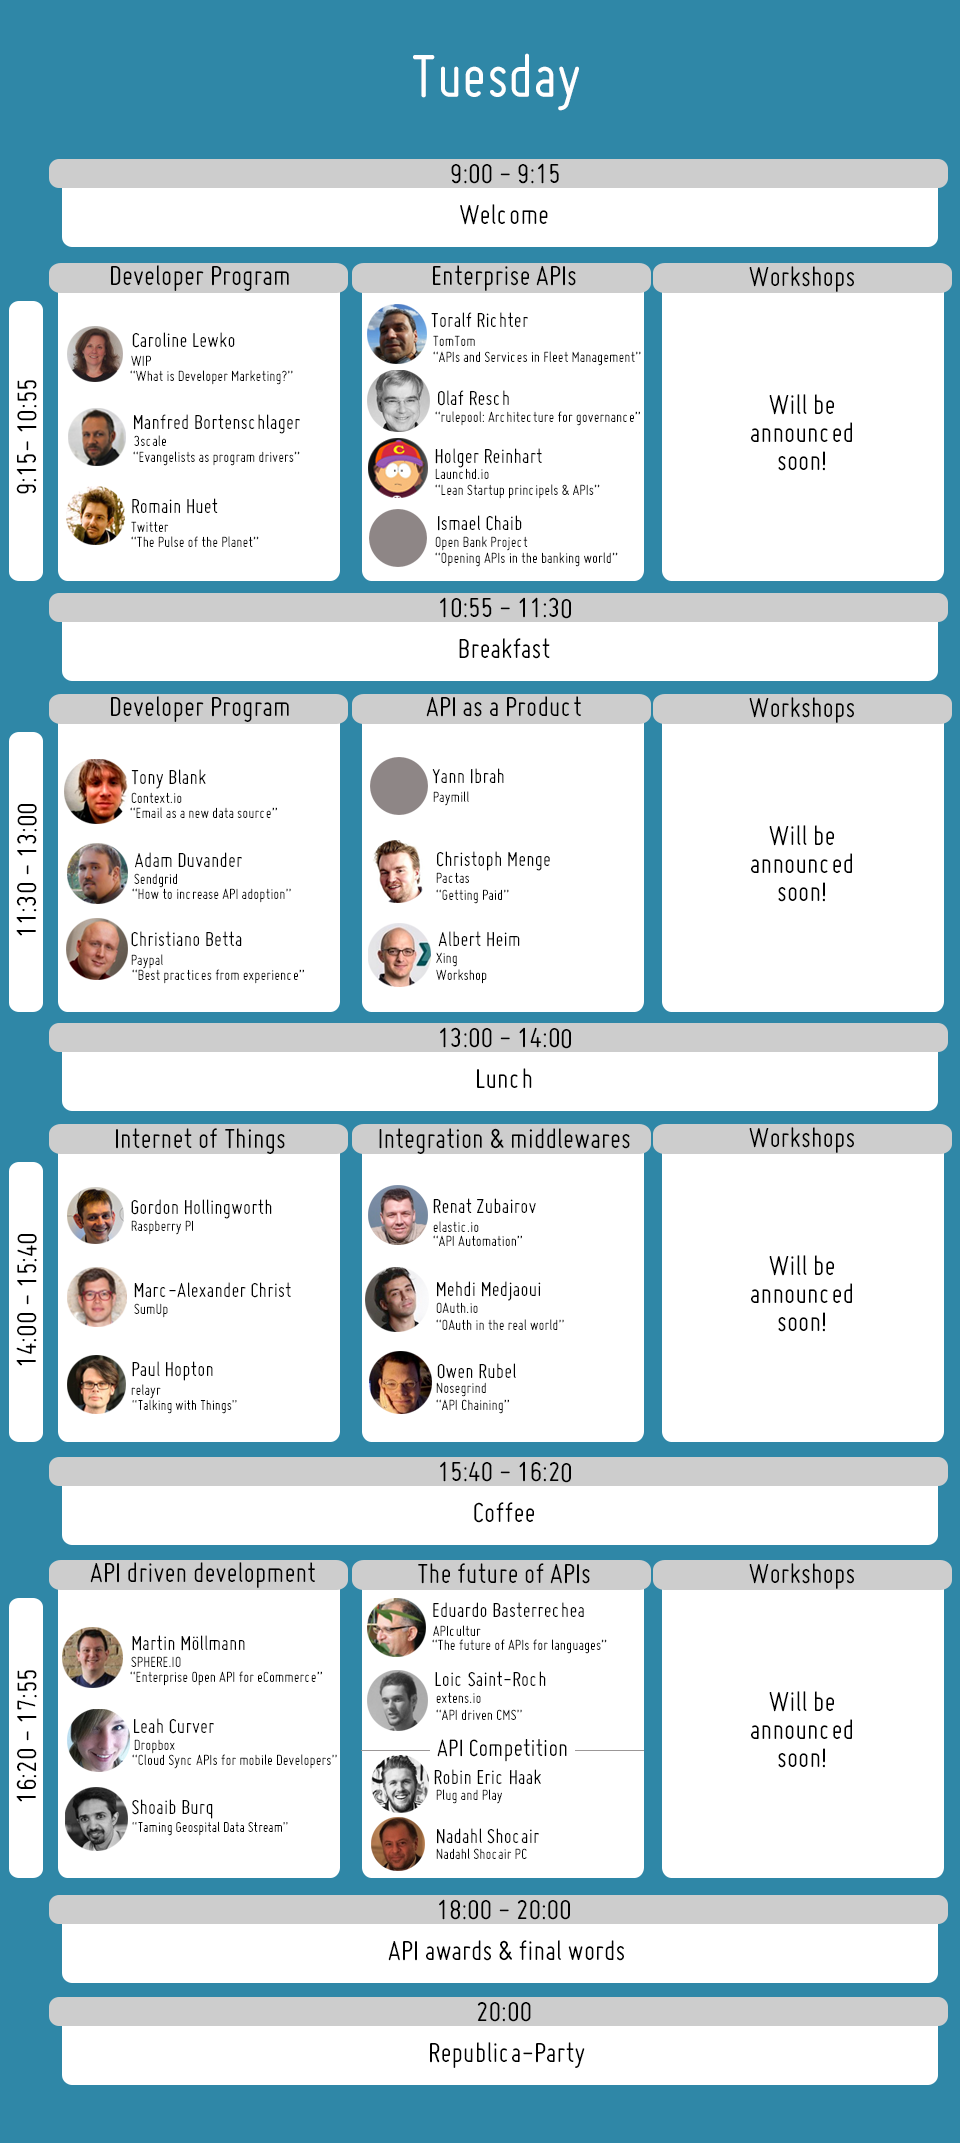 Tuesday
9:00 - 9:15
Welcome
9:15 - 10:55
Developer Program
Caroline Lewko
WIP
"What is Developer Marketing?"
Manfred Bortenschlager
3scale
"Evangelists as program drivers"
Romain Huet
Twitter
"The Pulse of the Planet"
Enterprise APIs
Toralf Richter
TomTom
"APIs and Services in Fleet Management"
Olaf Resch
"rulepool: Architecture for governance"
Holger Reinhart
Launchd.io
"Lean Startup principels & APIs"
Ismael Chaib
Open Bank Project
"Opening APIs in the banking world"
Workshops
Will be
announced
soon!
10:55 - 11:30
Breakfast
11:30 - 13:00
Developer Program
Tony Blank
Context.io
"Email as a new data source"
Adam Duvander
Sendgrid
"How to increase API adoption"
Christiano Betta
Paypal
"Best practices from experience"
API as a Product
Yann Ibrah
Paymill
Christoph Menge
Pactas
"Getting Paid"
Albert Heim
Xing
Workshop
Workshops
Will be
announced
soon!
13:00 - 14:00
Lunch
14:00 - 15:40
Internet of Things
Gordon Hollingworth
Raspberry PI
Marc-Alexander Christ
SumUp
Paul Hopton
relayr
"Talking with Things"
Integration & middlewares
Renat Zubairov
elastic.io
"API Automation"
Mehdi Medjaoui
OAuth.io
"OAuth in the real world"
Owen Rubel
Nosegrind
"API Chaining"
Workshops
Will be
announced
soon!
15:40 - 16:20
Coffee
16:20 - 17:55
API driven development
Martin Möllmann
SPHERE.IO
"Enterprise Open API for eCommerce"
Leah Curver
Dropbox
"Cloud Sync APIs for mobile Developers"
Shoaib Burq
"Taming Geospital Data Stream"
The future of APIs
Eduardo Basterrechea
APIcultur
"The future of APIs for languages"
Loic Saint-Roch
extens.io
"API driven CMS"
API Competition
Robin Eric Haak
Plug and Play
Nadahl Shocair
Nadahl Shocair PC
Workshops
Will be
announced
soon!
18:00 - 20:00
API awards & final words
20:00
Republica-Party